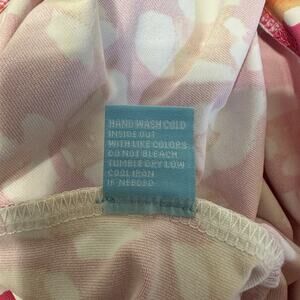 HAND WASH COLD
INSIDE OUT
WITH LIKE COLORS
DO NOT BLEACH
TUMBLE DRY LOW
COOL IRON
IF NEEDED